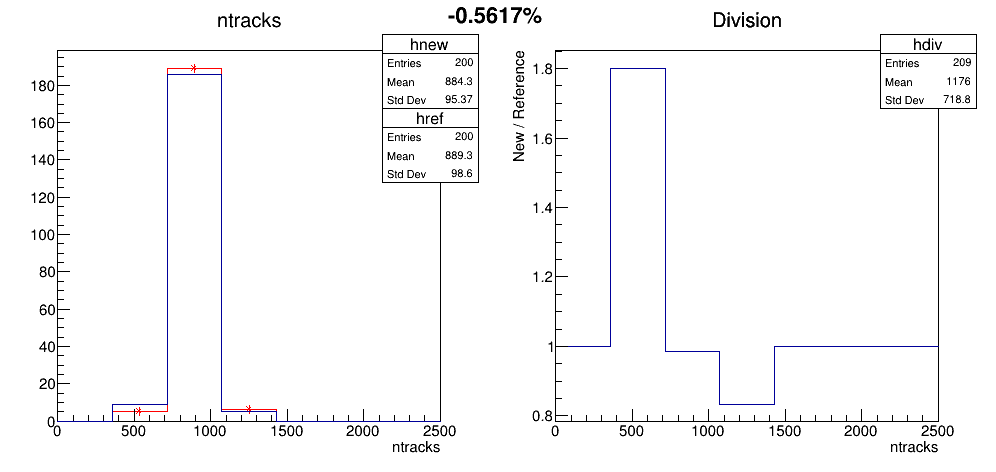 -0.5617%
ntracks
hnew
Entries 200
Mean 884.3
Std Dev 95.37
href
Entries 200
Mean 889.3
Std Dev 98.6
180
160
140
120
100
80
60
40
20
0
0 500 1000 1500 2000 2500
ntracks
Division
hdiv
Entries 209
Mean 1176
Std Dev 718.8
New / Reference
1.8
1.6
1.4
1.2
1
0.8
0 500 1000 1500 2000 2500
ntracks